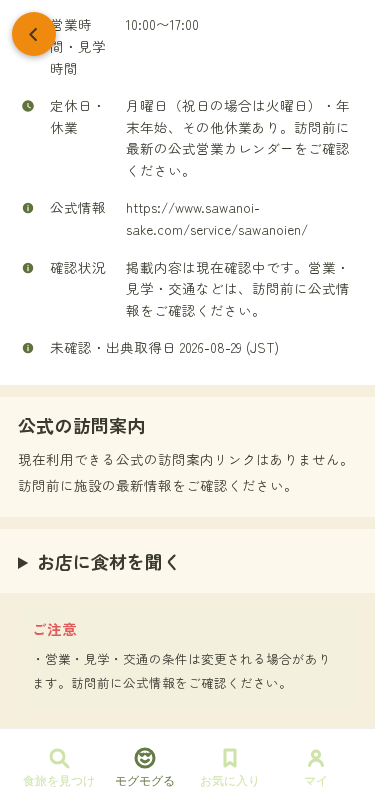 営業時 10:00〜17:00
間・見学
時間
定休日・ 月曜日（祝日の場合は火曜日）・年
休業 末年始、その他休業あり。訪問前に
最新の公式営業カレンダーをご確認
ください。
公式情報 https://www.sawanoi-
sake.com/service/sawanoien/
確認状況 掲載内容は現在確認中です。営業・
見学・交通などは、訪問前に公式情
報をご確認ください。
未確認・出典取得日 2026-08-29 (JST)
公式の訪問案内
現在利用できる公式の訪問案内リンクはありません。
訪問前に施設の最新情報をご確認ください。
▶ お店に食材を聞く
ご注意
・営業・見学・交通の条件は変更される場合があり
ます。訪問前に公式情報をご確認ください。
食旅を見つけ モグモグる お気に入り マイ